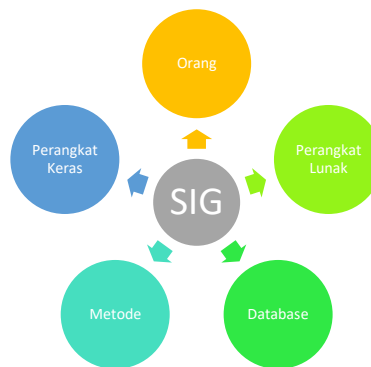 Orang
Perangkat
Keras
Perangkat
Lunak
SIG
Metode
Database